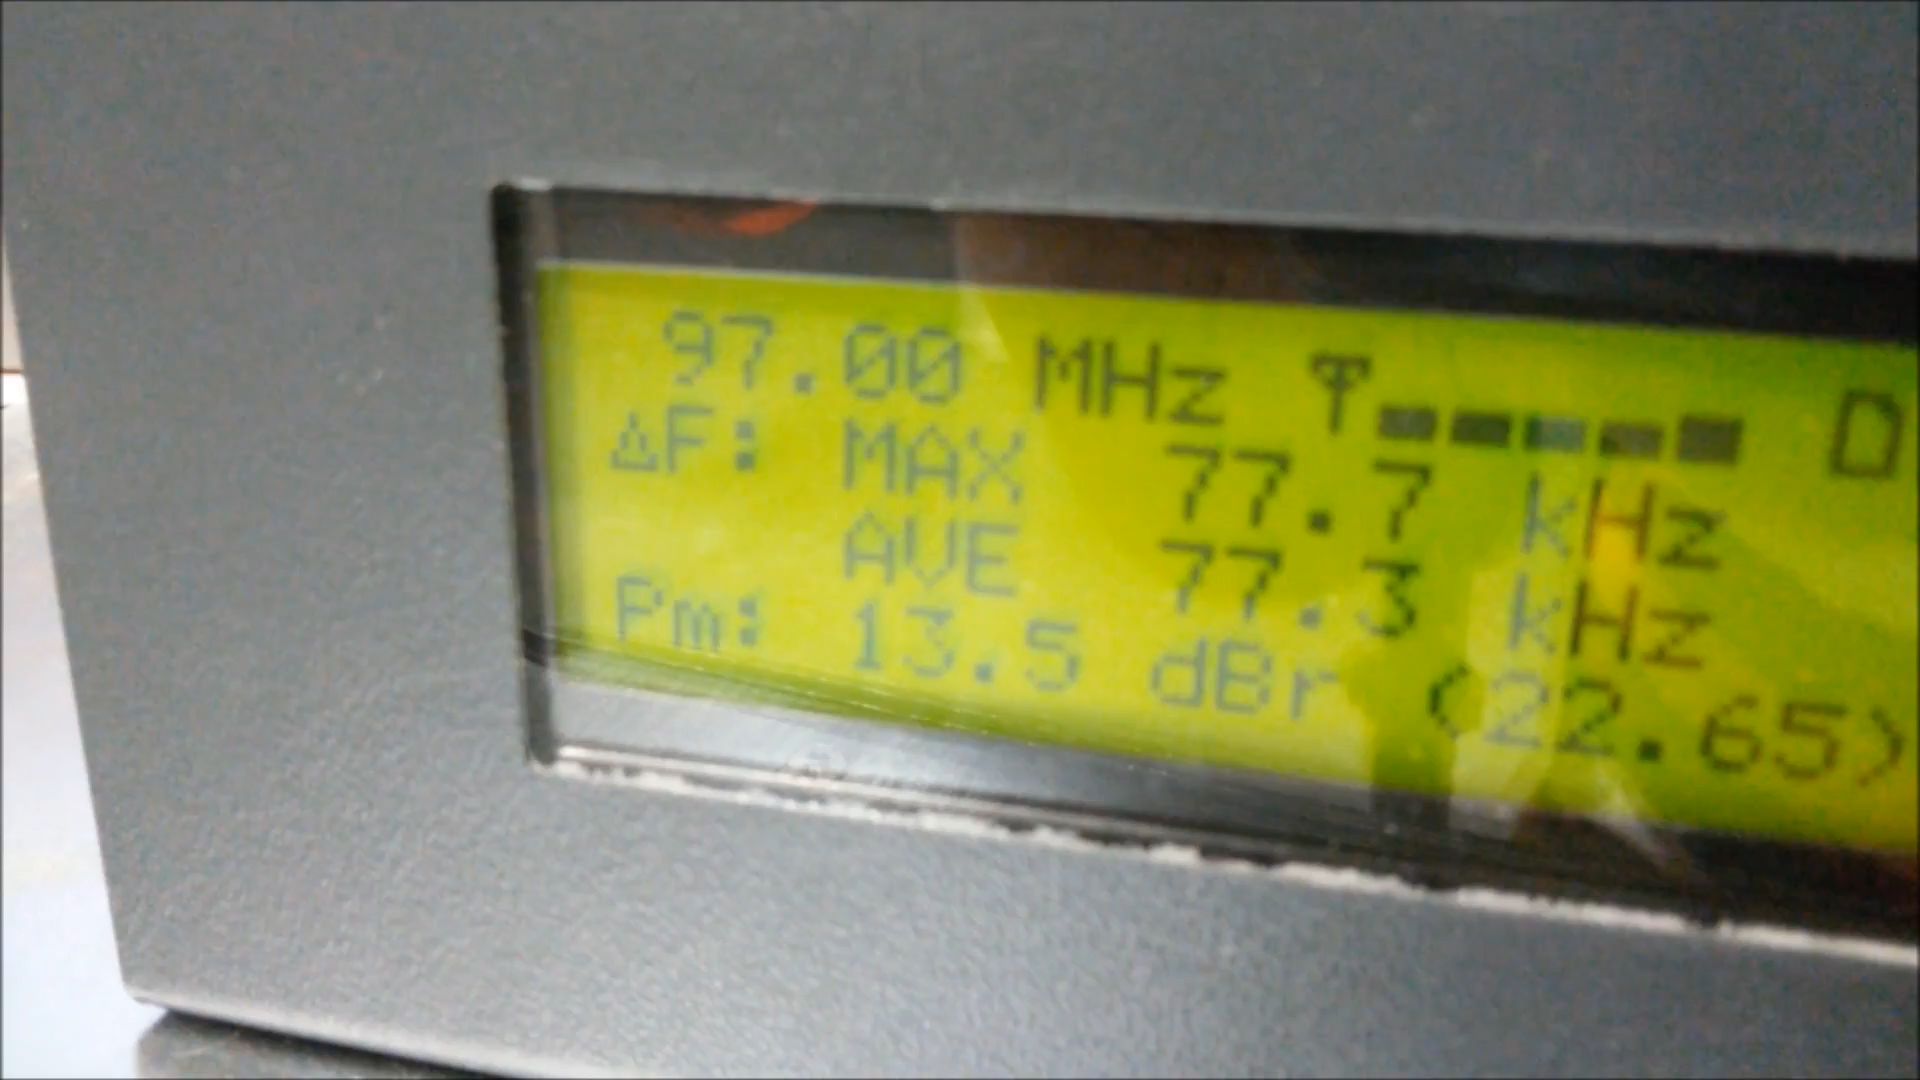 97.00 MHz D
ΔF: MAX 77.7 kHz
AVE 77.3 kHz
Pm: 13.5 dBr (22.65)